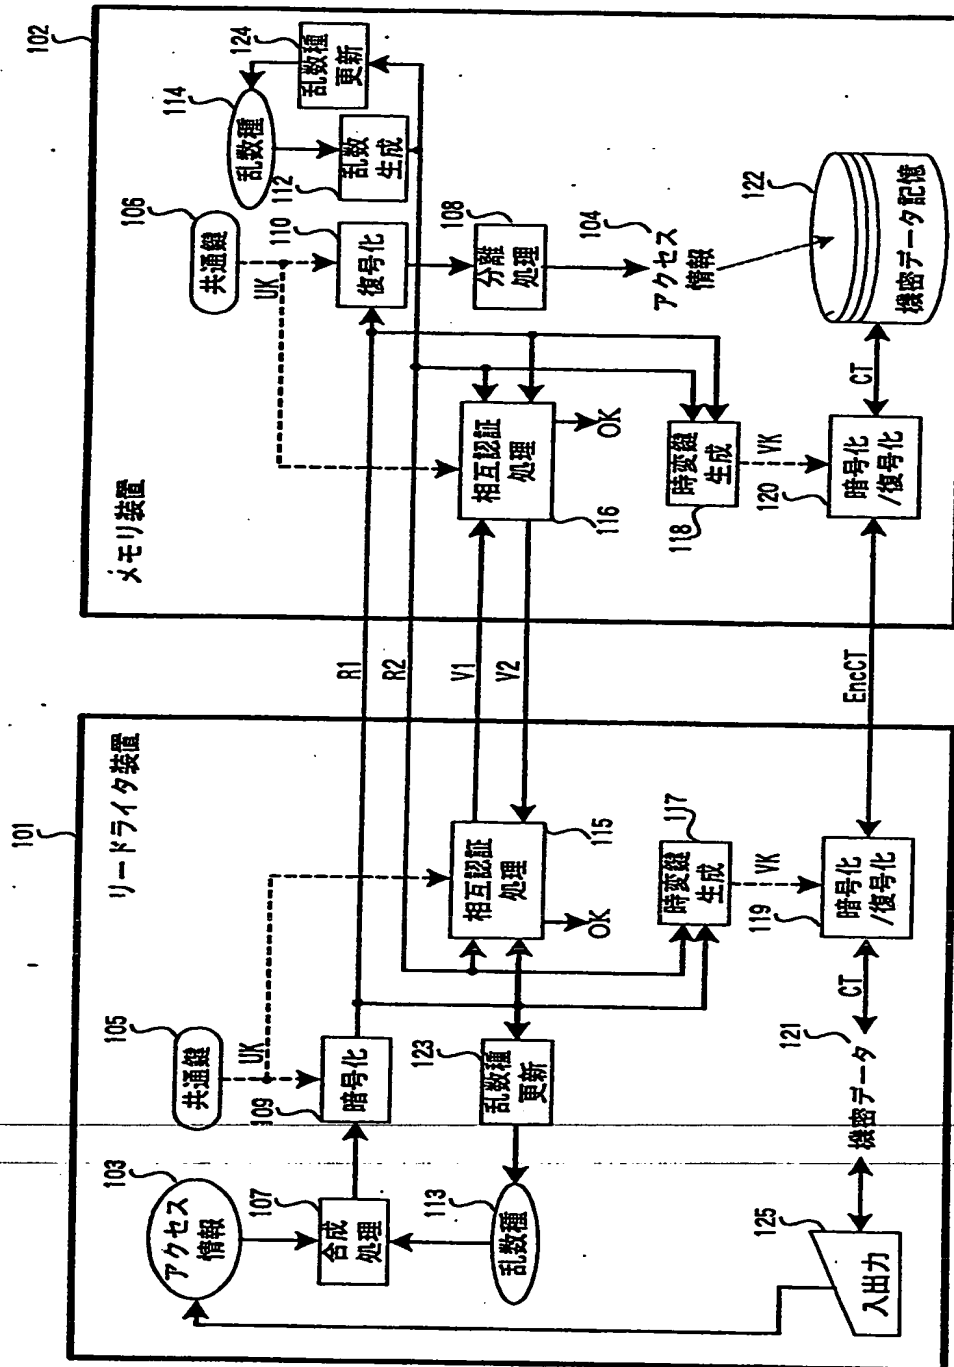 101
リードライタ装置
103
アクセス
情報
105
共通鍵
UK
107
合成
処理
109
暗号化
113
乱数種
123
乱数種
更新
115
相互認証
処理
OK
117
時変鍵
生成
VK
119
暗号化
/復号化
CT
121
機密データ
125
入出力
R1
R2
V1
V2
EncCT
102
メモリ装置
106
共通鍵
UK
110
復号化
114
乱数種
124
乱数種
更新
112
乱数
生成
108
分離
処理
104
アクセス
情報
116
相互認証
処理
OK
118
時変鍵
生成
VK
120
暗号化
/復号化
CT
122
機密データ記憶